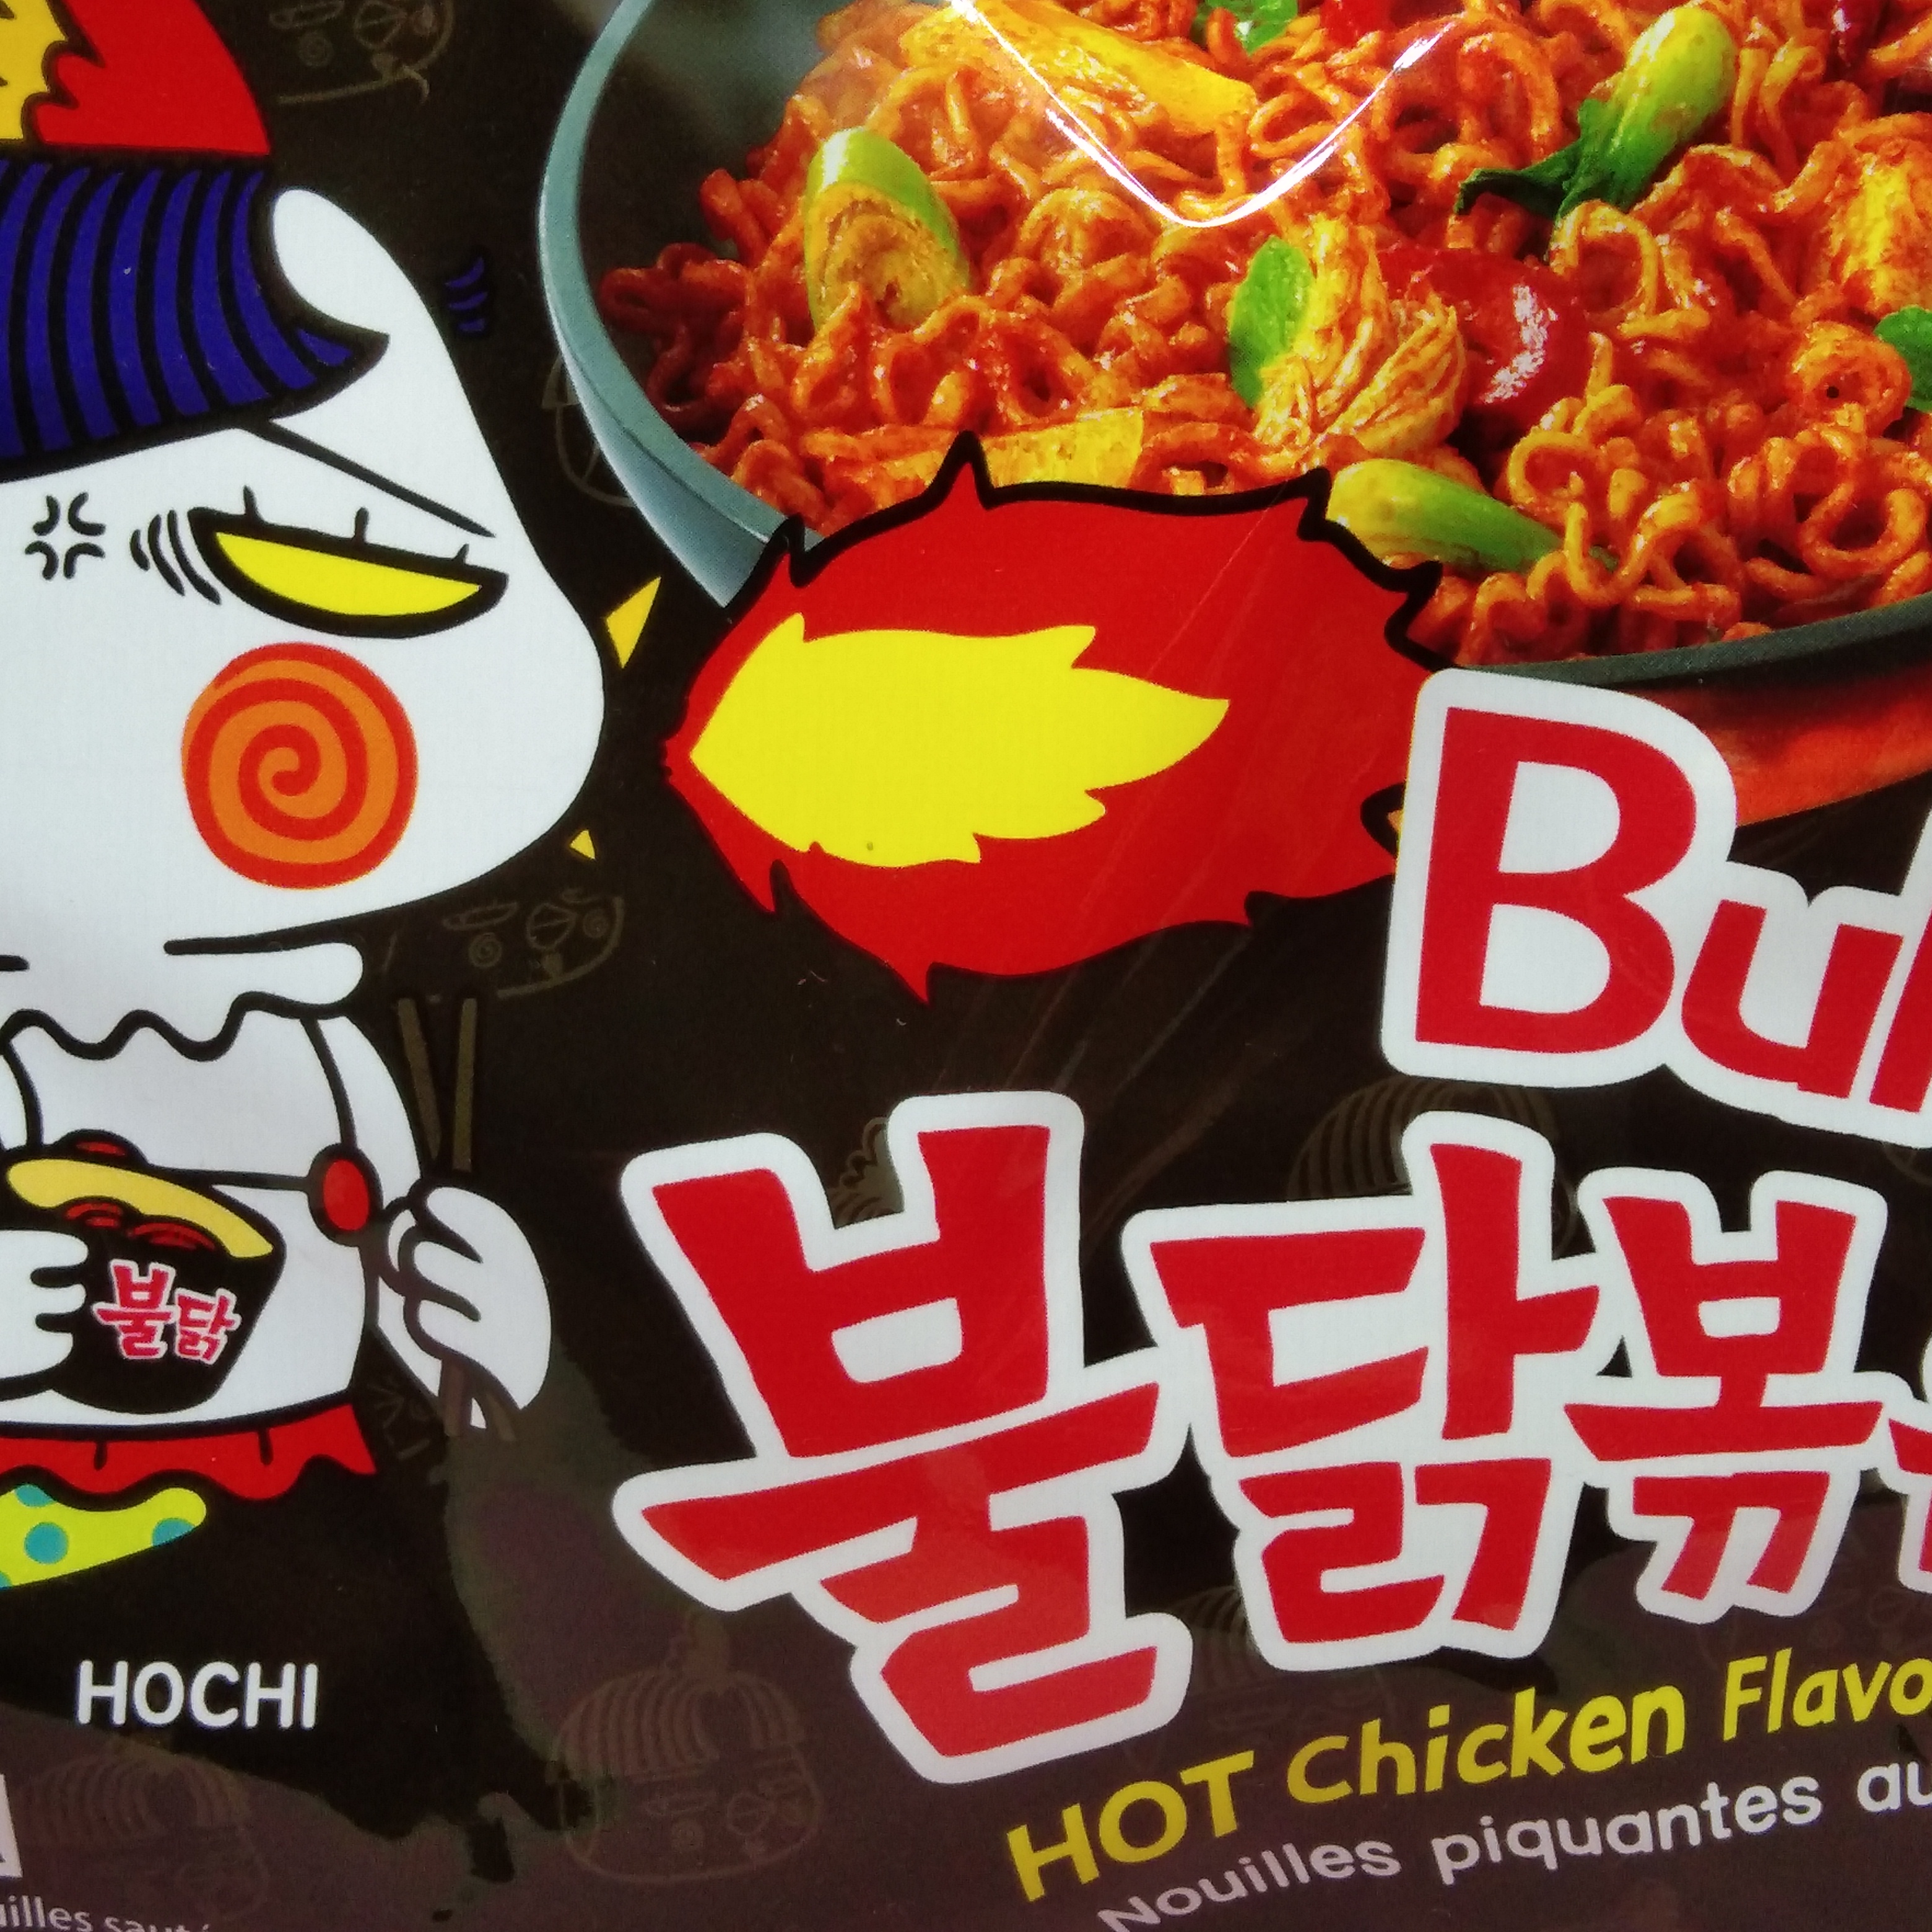 Bul
불닭볶
불닭
HOCHI
HOT Chicken Flavo
Nouilles piquantes au